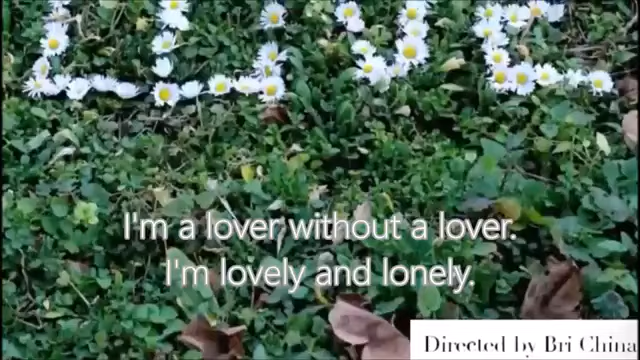 I'm a lover without a lover.
I'm lovely and lonely.
Directed by Bri China